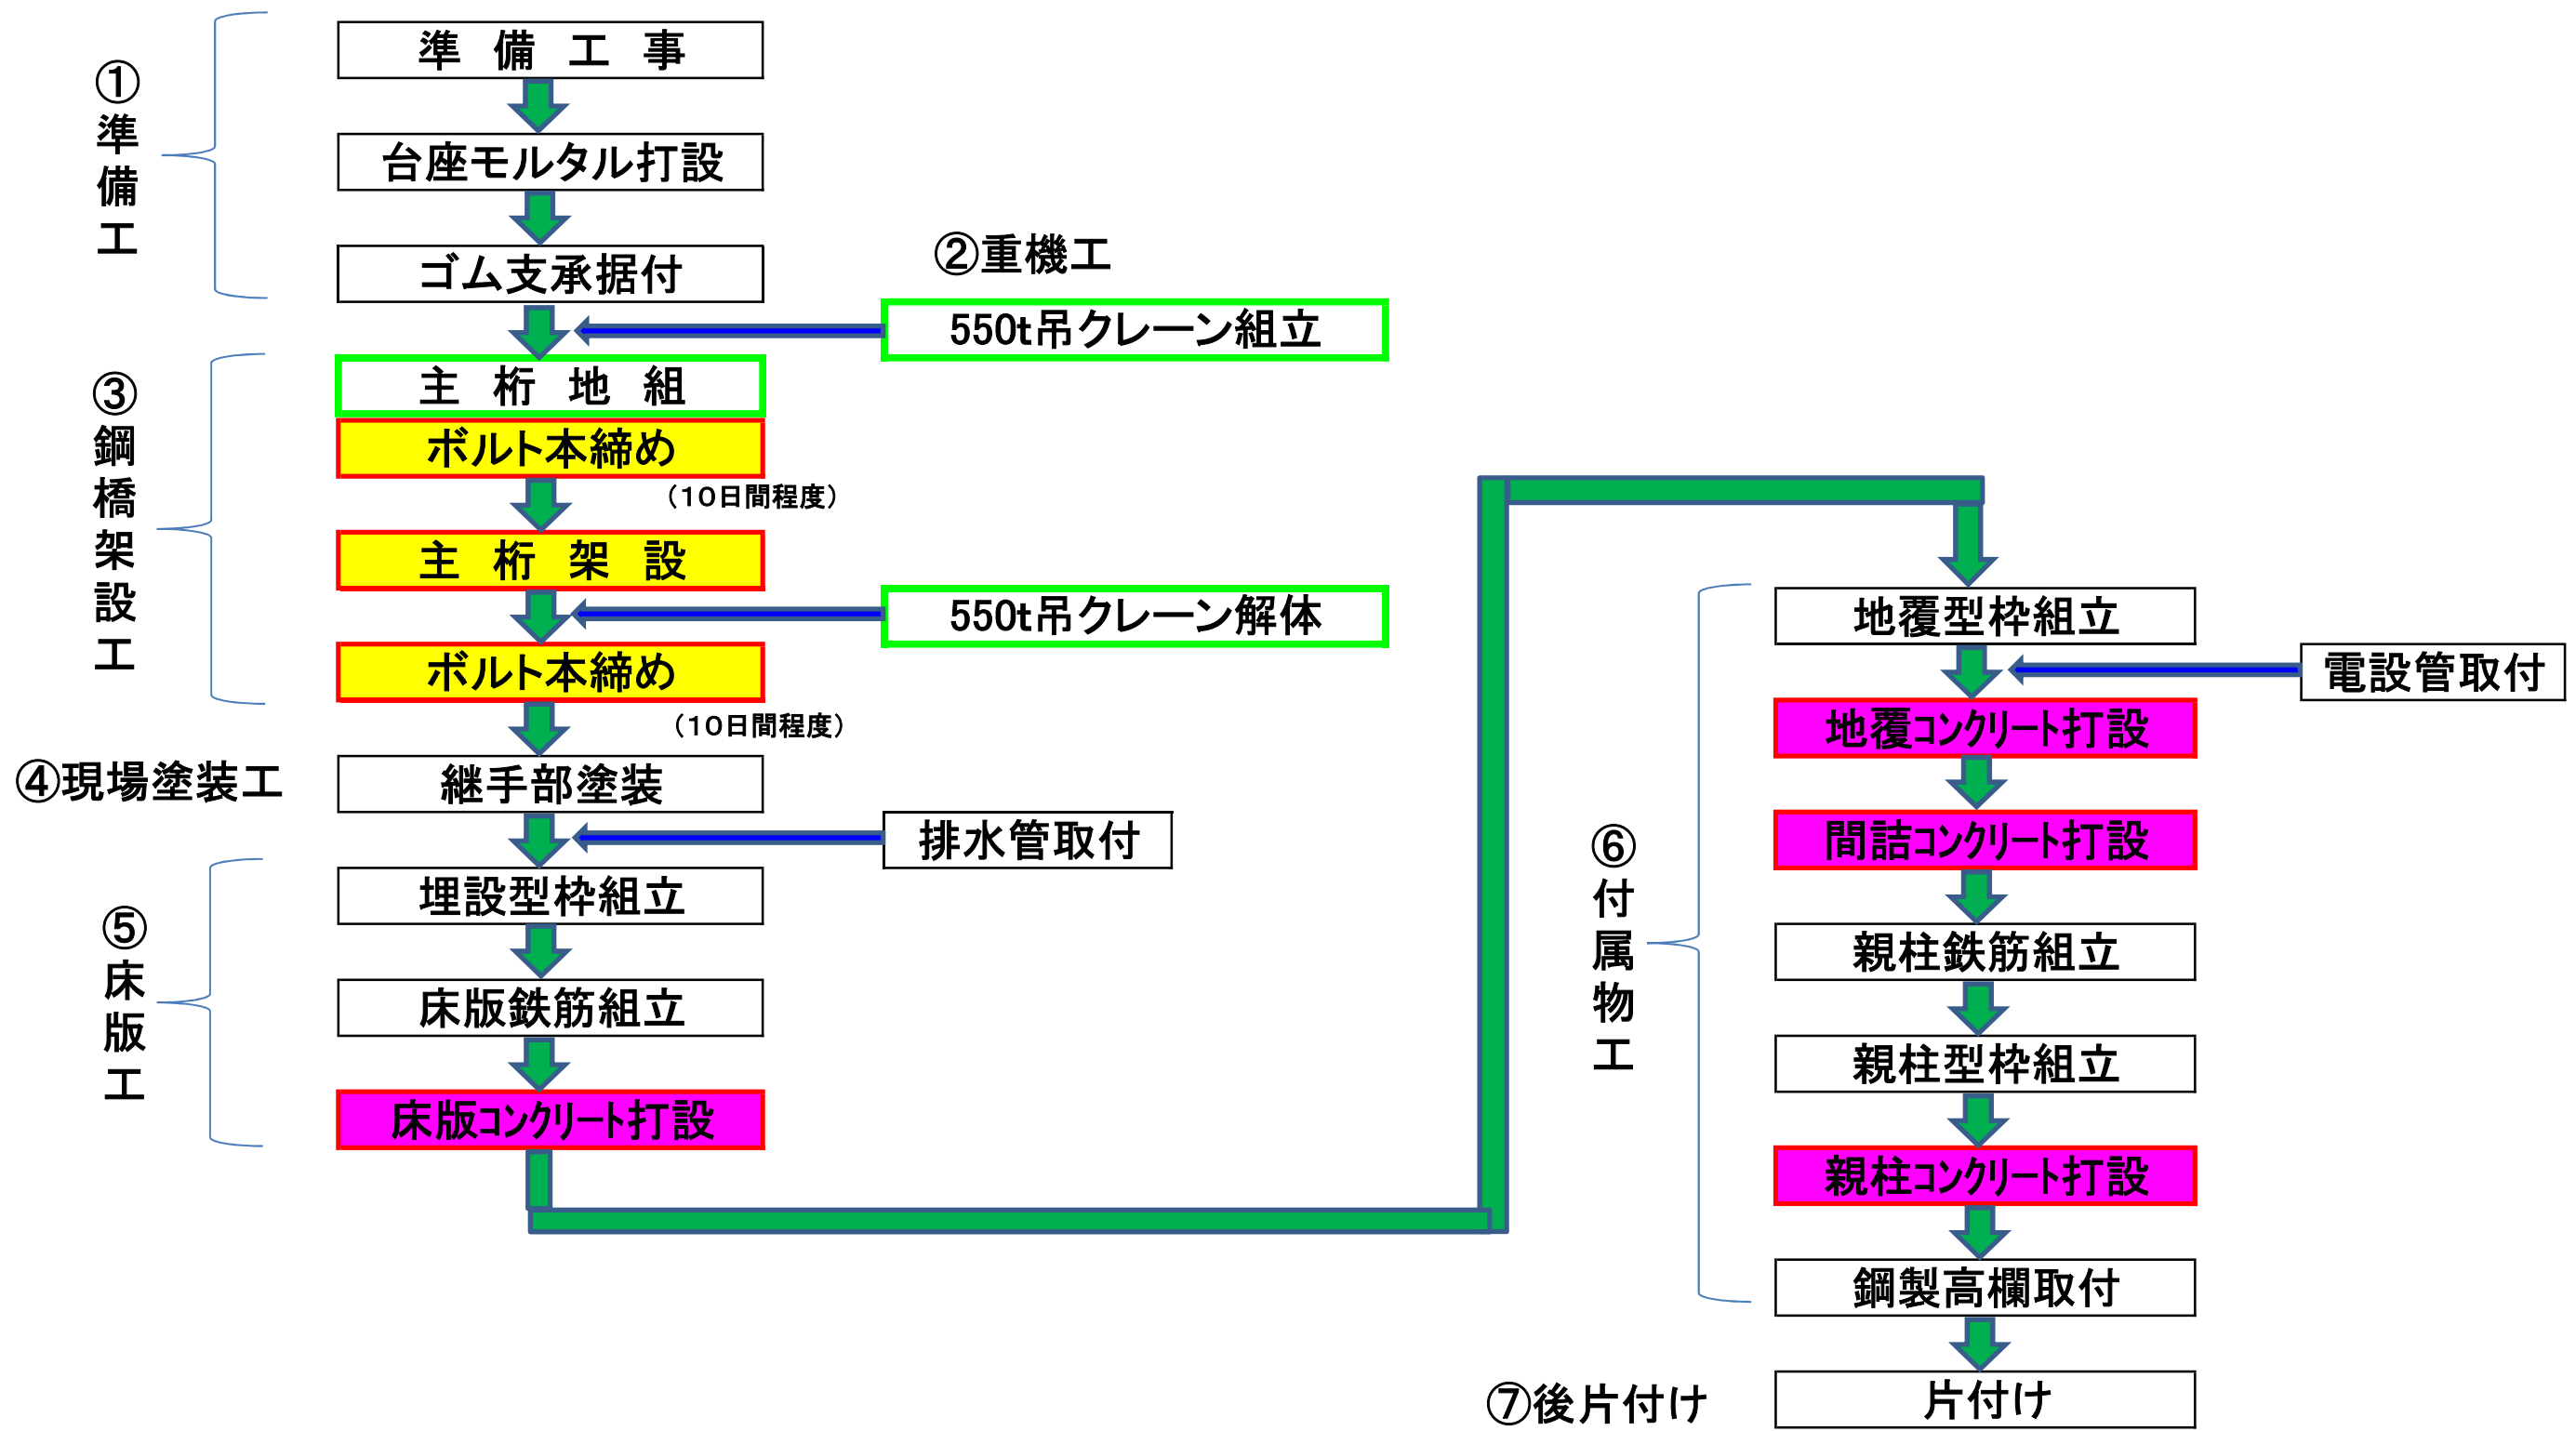 ①準備工
準　備　工　事
台座モルタル打設
ゴム支承据付
②重機工
550t吊クレーン組立
③鋼橋架設工
主　桁　地　組
ボルト本締め
（１０日間程度）
主　桁　架　設
550t吊クレーン解体
ボルト本締め
（１０日間程度）
④現場塗装工
継手部塗装
排水管取付
⑤床版工
埋設型枠組立
床版鉄筋組立
床版ｺﾝｸﾘｰﾄ打設
⑥付属物工
地覆型枠組立
電設管取付
地覆ｺﾝｸﾘｰﾄ打設
間詰ｺﾝｸﾘｰﾄ打設
親柱鉄筋組立
親柱型枠組立
親柱ｺﾝｸﾘｰﾄ打設
鋼製高欄取付
⑦後片付け
片付け